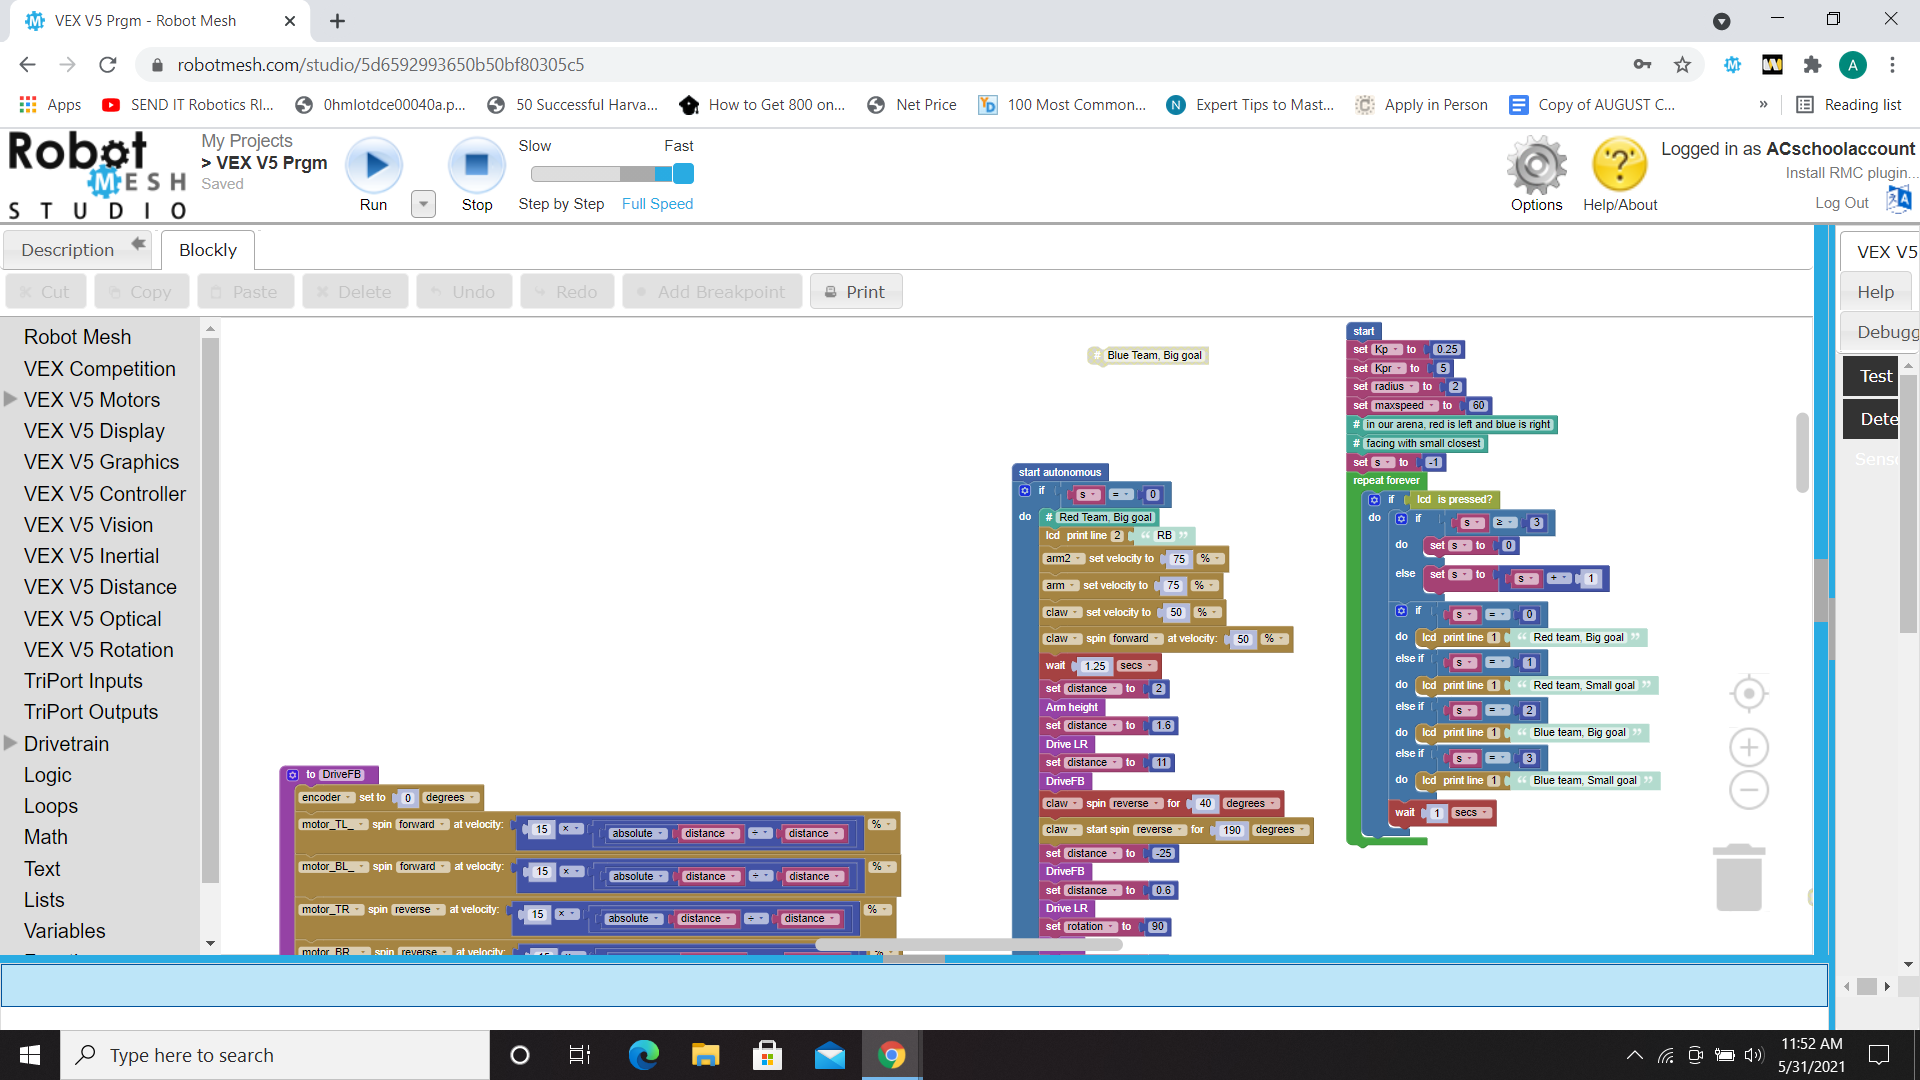 VEX V5 Prgm - Robot Mesh
robotmesh.com/studio/5d6592993650b50bf80305c5
A
Apps SEND IT Robotics RI... 0hmlotdce00040a.p... 50 Successful Harva... How to Get 800 on... Net Price 100 Most Common... Expert Tips to Mast... Apply in Person Copy of AUGUST C... » Reading list
Robot MESH STUDIO
My Projects
> VEX V5 Prgm
Saved
Run
Stop
Slow Fast
Step by Step Full Speed
Options
Help/About
Logged in as ACschoolaccount
Install RMC plugin...
Log Out
Description Blockly
Cut Copy Paste Delete Undo Redo Add Breakpoint Print
Robot Mesh
VEX Competition
VEX V5 Motors
VEX V5 Display
VEX V5 Graphics
VEX V5 Controller
VEX V5 Vision
VEX V5 Inertial
VEX V5 Distance
VEX V5 Optical
VEX V5 Rotation
TriPort Inputs
TriPort Outputs
Drivetrain
Logic
Loops
Math
Text
Lists
Variables
to DriveFB
encoder set to 0 degrees
motor_TL_ spin forward at velocity: 15 × absolute distance ÷ distance %
motor_BL_ spin forward at velocity: 15 × absolute distance ÷ distance %
motor_TR spin reverse at velocity: 15 × absolute distance ÷ distance %
motor_BR spin reverse at velocity: 15
# Blue Team, Big goal
start autonomous
if s = 0
do # Red Team, Big goal
lcd print line 2 “ RB ”
arm2 set velocity to 75 %
arm set velocity to 75 %
claw set velocity to 50 %
claw spin forward at velocity: 50 %
wait 1.25 secs
set distance to 2
Arm height
set distance to 1.6
Drive LR
set distance to 11
DriveFB
claw spin reverse for 40 degrees
claw start spin reverse for 190 degrees
set distance to -25
DriveFB
set distance to 0.6
Drive LR
set rotation to 90
start
set Kp to 0.25
set Kpr to 5
set radius to 2
set maxspeed to 60
# in our arena, red is left and blue is right
# facing with small closest
set s to -1
repeat forever
if lcd is pressed?
do if s ≥ 3
do set s to 0
else set s to s + 1
if s = 0
do lcd print line 1 “ Red team, Big goal ”
else if s = 1
do lcd print line 1 “ Red team, Small goal ”
else if s = 2
do lcd print line 1 “ Blue team, Big goal ”
else if s = 3
do lcd print line 1 “ Blue team, Small goal ”
wait 1 secs
VEX V5
Help
Debugg
Test
Dete
Sense
Type here to search
11:52 AM
5/31/2021